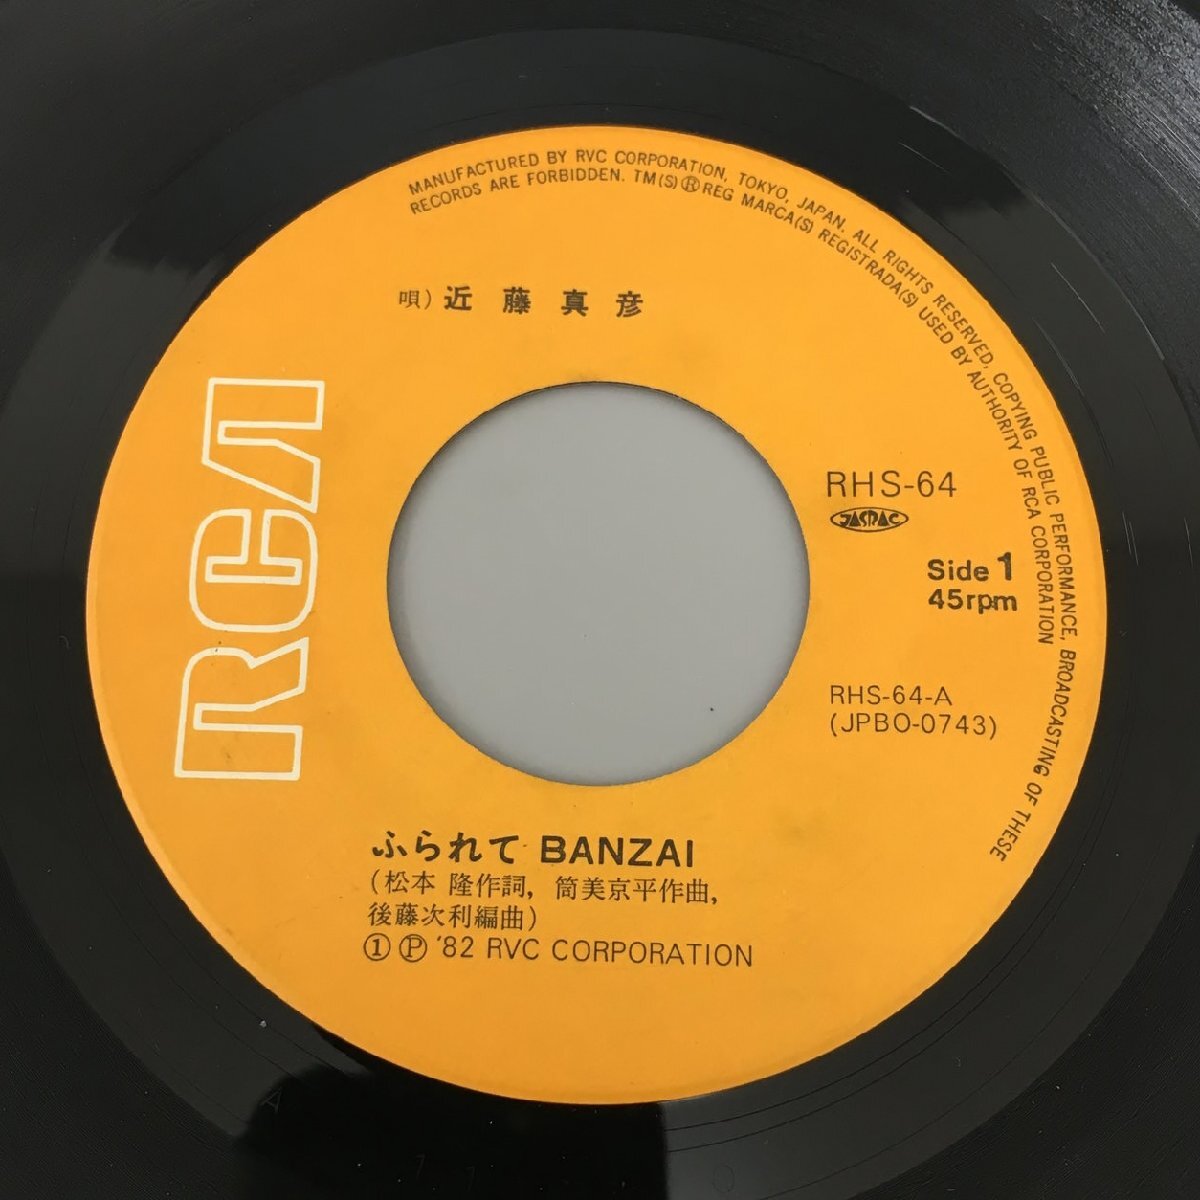 MANUFACTURED BY RVC CORPORATION, TOKYO, JAPAN. ALL RIGHTS RESERVED, COPYING PUBLIC PERFORMANCE, BROADCASTING OF THESE
RECORDS ARE FORBIDDEN. TM(S)®REG MARCA(S) REGISTRADA(S) USED BY AUTHORITY OF RCA CORPORATION
唄) 近藤真彦
RCA
RHS-64
JASRAC
Side 1
45rpm
RHS-64-A
(JPBO-0743)
ふられて BANZAI
(松本 隆作詞, 筒美京平作曲,
後藤次利編曲)
① Ⓟ '82 RVC CORPORATION